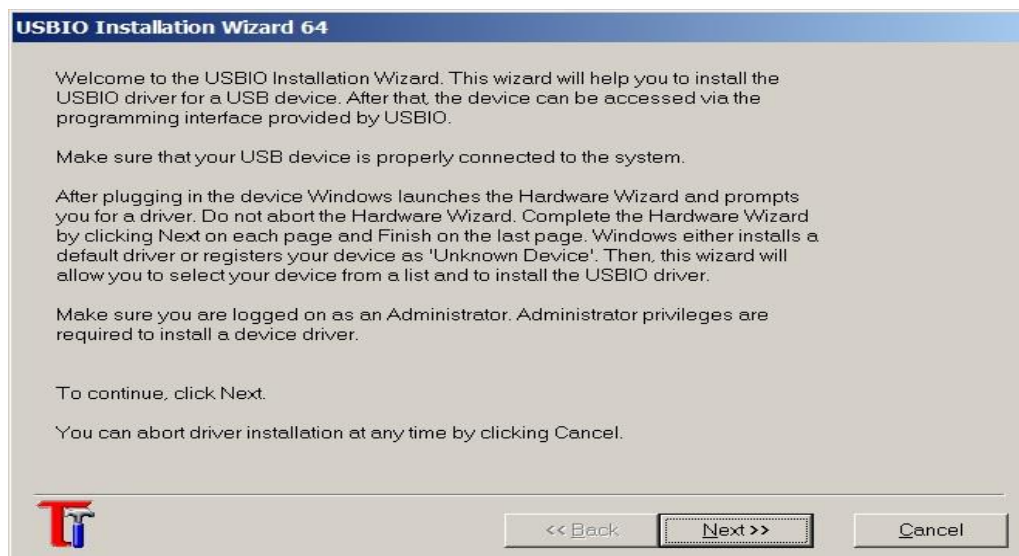 USBIO Installation Wizard 64
Welcome to the USBIO Installation Wizard. This wizard will help you to install the
USBIO driver for a USB device. After that, the device can be accessed via the
programming interface provided by USBIO.
Make sure that your USB device is properly connected to the system.
After plugging in the device Windows launches the Hardware Wizard and prompts
you for a driver. Do not abort the Hardware Wizard. Complete the Hardware Wizard
by clicking Next on each page and Finish on the last page. Windows either installs a
default driver or registers your device as 'Unknown Device'. Then, this wizard will
allow you to select your device from a list and to install the USBIO driver.
Make sure you are logged on as an Administrator. Administrator privileges are
required to install a device driver.
To continue, click Next.
You can abort driver installation at any time by clicking Cancel.
<< Back Next >> Cancel